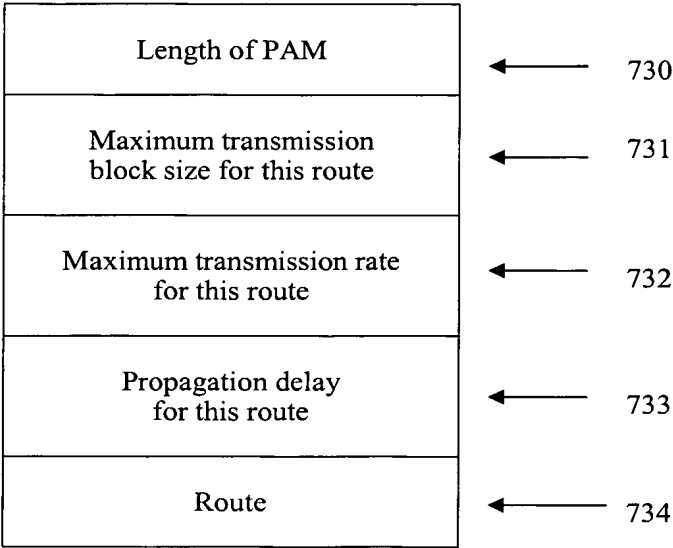 Length of PAM
730
Maximum transmission
block size for this route
731
Maximum transmission rate
for this route
732
Propagation delay
for this route
733
Route
734